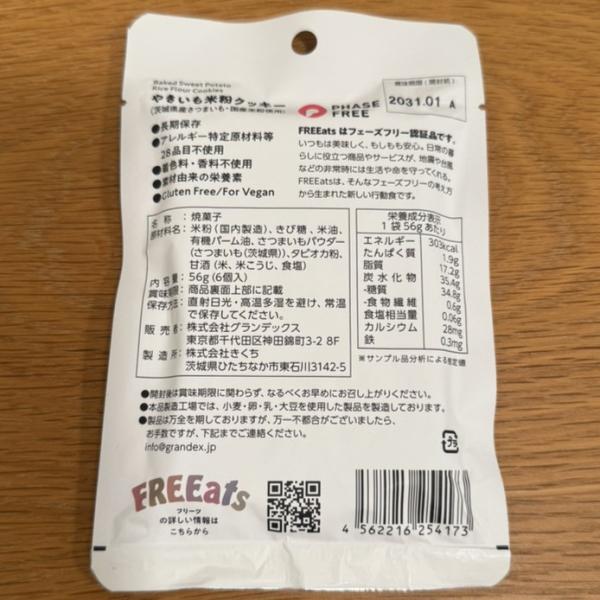 Baked Sweet Potato
Rice Flour Cookies
やきいも米粉クッキー
(茨城県産さつまいも・国産米粉使用)
●長期保存
●アレルギー特定原材料等
28品目不使用
●着色料・香料不使用
●素材由来の栄養素
●Gluten Free/For Vegan
賞味期限(開封前)
2031.01 A
PHASE FREE
FREEats はフェーズフリー認証品です。
いつもは美味しく、もしもも安心。日常の暮
らしに役立つ商品やサービスが、地震や台風
などの非常時には生活や命を守ってくれる。
FREEatsは、そんなフェーズフリーの考え方
から生まれた新しい行動食です。
名 称:焼菓子
原材料名:米粉(国内製造)、きび糖、米油、
有機パーム油、さつまいもパウダー
(さつまいも(茨城県))、タピオカ粉、
甘酒(米、米こうじ、食塩)
内 容 量:56g(6個入)
賞味期限:商品裏面上部に記載
保存方法:直射日光・高温多湿を避け、常温
で保存してください。
販 売 者:株式会社グランデックス
東京都千代田区神田錦町3-2 8F
製 造 所:株式会社きくち
茨城県ひたちなか市東石川3142-5
栄養成分表示
1袋56gあたり
エネルギー 303kcal
たんぱく質 1.9g
脂質 17.2g
炭水化物 35.4g
-糖質 34.8g
-食物繊維 0.6g
食塩相当量 0.06g
カルシウム 28mg
鉄 0.3mg
※サンプル品分析による推定値
●開封後は賞味期限に関わらず、なるべくお早めにお召し上がりください。
●本品製造工場では、小麦・卵・乳・大豆を使用した製品を製造しております。
●製品は万全を期しておりますが、万一不都合がございましたら、
お手数ですが、下記までご連絡ください。
info@grandex.jp
プラ
FREEats
フリーツ
の詳しい情報は
こちらから
4 562216 254173